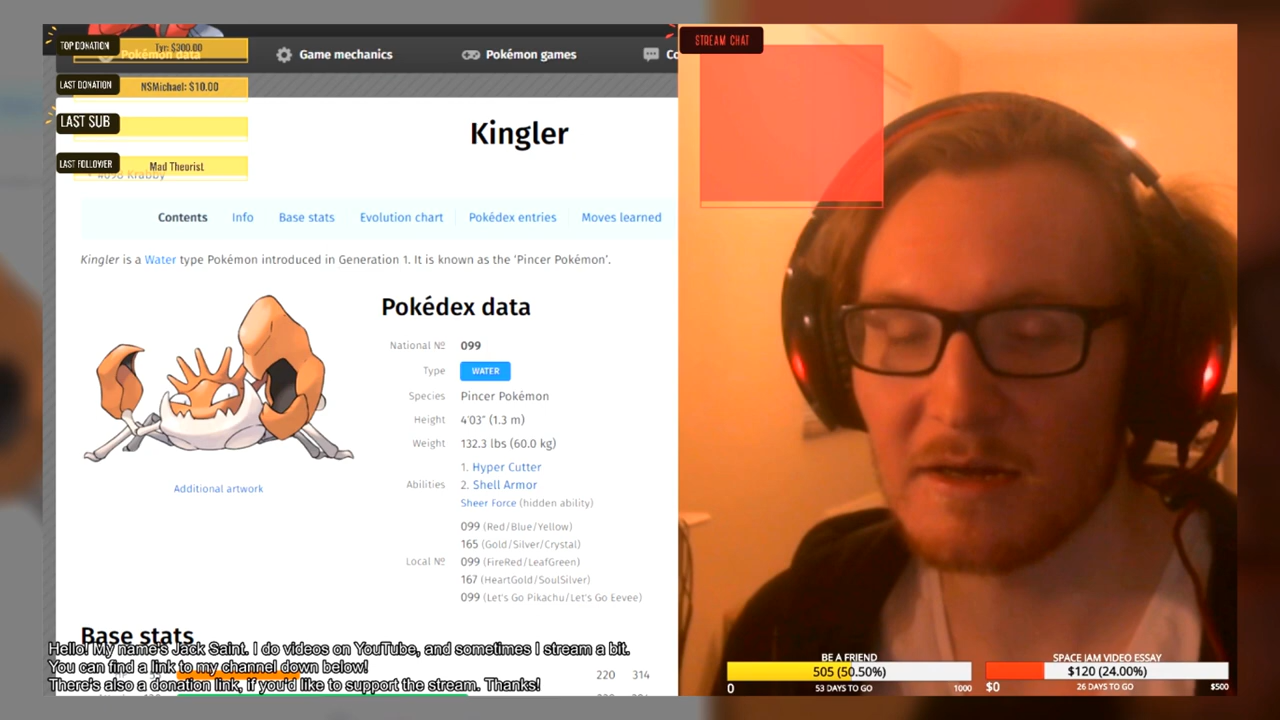 TOP DONATION
Tyr: $300.00
Pokémon data
Game mechanics
Pokémon games
Co
LAST DONATION
NSMichael: $10.00
LAST SUB
LAST FOLLOWER
Mad Theorist
Kingler
Contents
Info
Base stats
Evolution chart
Pokédex entries
Moves learned
Kingler is a Water type Pokémon introduced in Generation 1. It is known as the 'Pincer Pokémon'.
Additional artwork
Pokédex data
National № 099
Type WATER
Species Pincer Pokémon
Height 4'03" (1.3 m)
Weight 132.3 lbs (60.0 kg)
Abilities
1. Hyper Cutter
2. Shell Armor
Sheer Force (hidden ability)
Local №
099 (Red/Blue/Yellow)
165 (Gold/Silver/Crystal)
099 (FireRed/LeafGreen)
167 (HeartGold/SoulSilver)
099 (Let's Go Pikachu/Let's Go Eevee)
Base stats
220 314
Hello! My name's Jack Saint. I do videos on YouTube, and sometimes I stream a bit.
You can find a link to my channel down below!
There's also a donation link, if you'd like to support the stream. Thanks!
STREAM CHAT
BE A FRIEND
505 (50.50%)
0 53 DAYS TO GO 1000
SPACE JAM VIDEO ESSAY
$120 (24.00%)
$0 26 DAYS TO GO $500